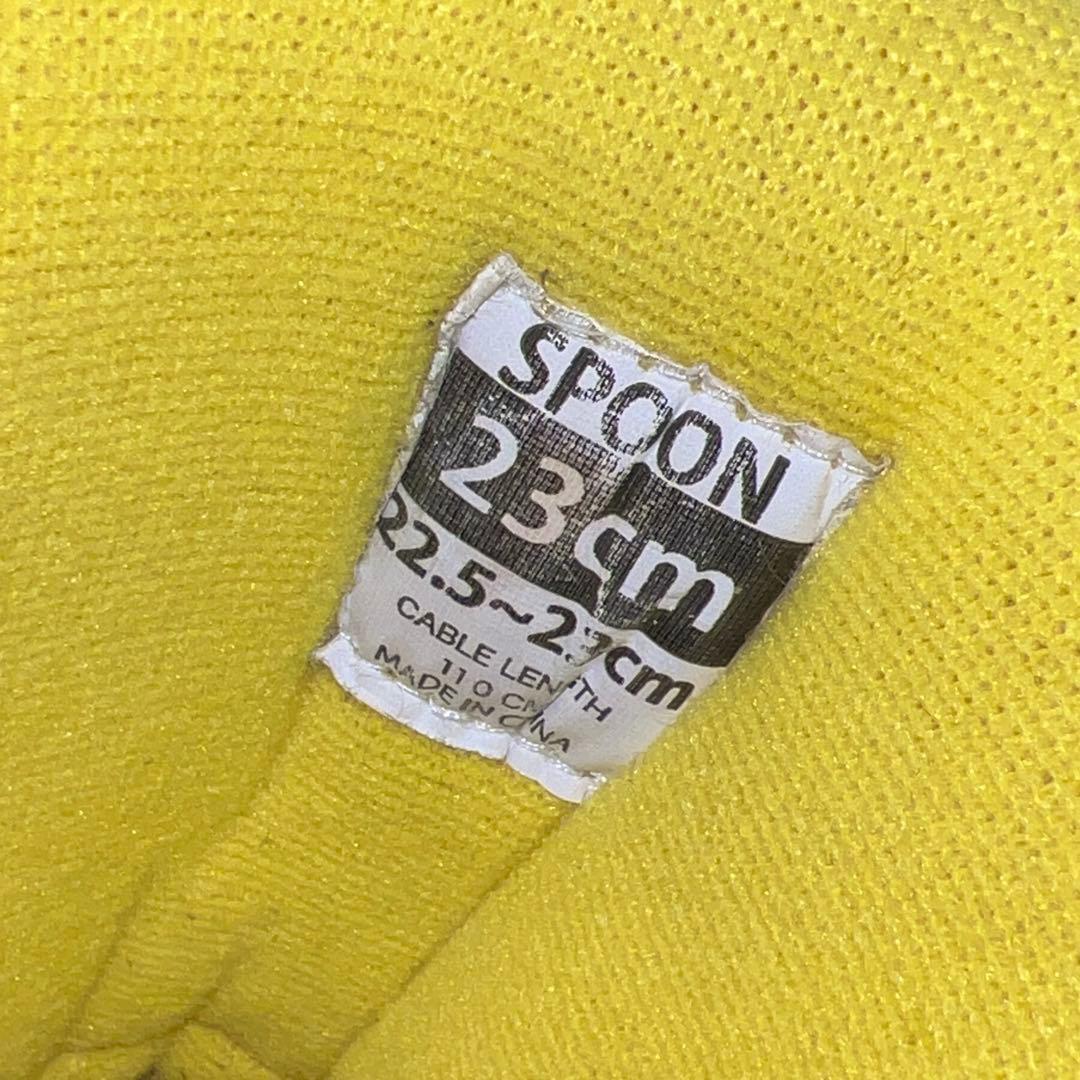 SPOON
23cm
22.5~23cm
CABLE LENGTH
110 CM
MADE IN CHINA